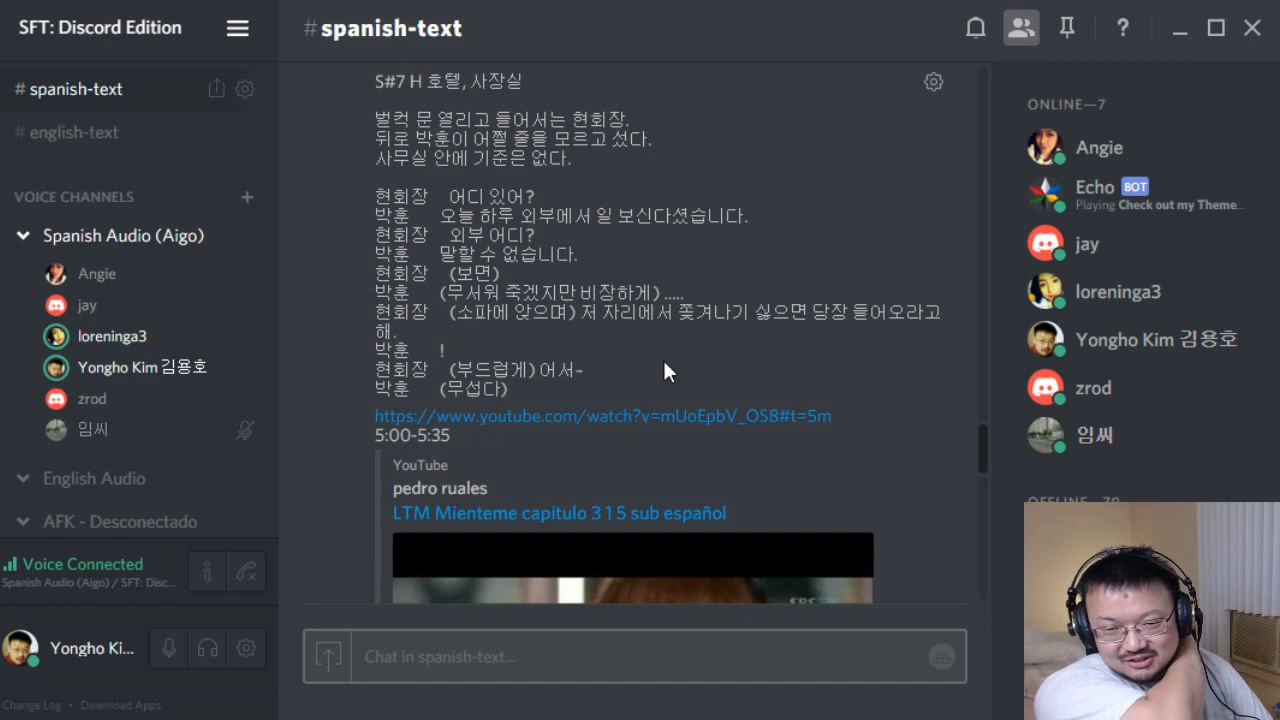 SFT: Discord Edition
# spanish-text
# english-text
VOICE CHANNELS
Spanish Audio (Aigo)
Angie
jay
loreninga3
Yongho Kim 김용호
zrod
임씨
English Audio
AFK - Desconectado
Voice Connected
Spanish Audio (Aigo) / SFT: Disc...
Yongho Ki...
Change Log • Download Apps
#spanish-text
S#7 H 호텔, 사장실
벌컥 문 열리고 들어서는 현회장.
뒤로 박훈이 어쩔 줄을 모르고 섰다.
사무실 안에 기준은 없다.
현회장 어디 있어?
박훈 오늘 하루 외부에서 일 보신다셨습니다.
현회장 외부 어디?
박훈 말할 수 없습니다.
현회장 (보면)
박훈 (무서워 죽겠지만 비장하게) .....
현회장 (소파에 앉으며) 저 자리에서 쫒겨나기 싫으면 당장 들어오라고
해.
박훈 !
현회장 (부드럽게) 어서~
박훈 (무섭다)
https://www.youtube.com/watch?v=mUoEpbV_OS8#t=5m
5:00-5:35
YouTube
pedro ruales
LTM Mienteme capitulo 3 1 5 sub español
SBS
Chat in spanish-text...
ONLINE—7
Angie
Echo BOT
Playing Check out my Theme...
jay
loreninga3
Yongho Kim 김용호
zrod
임씨
OFFLINE—79